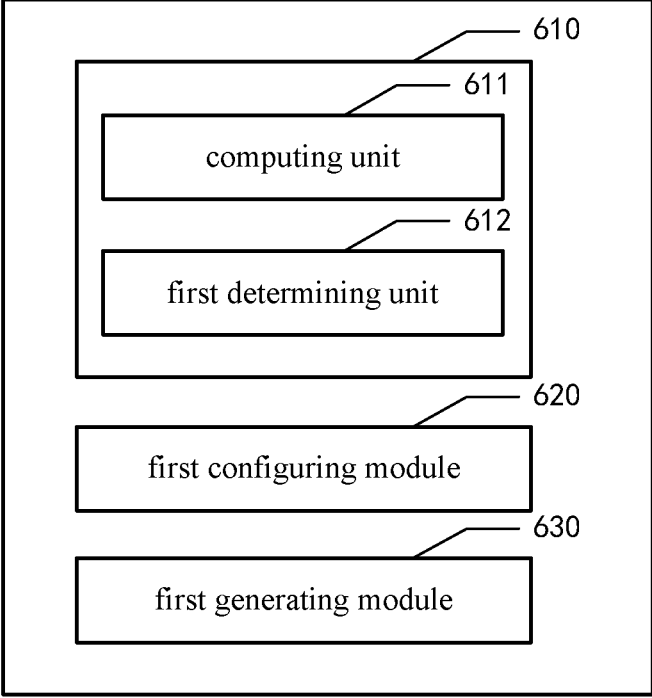 610
611
computing unit
612
first determining unit
620
first configuring module
630
first generating module